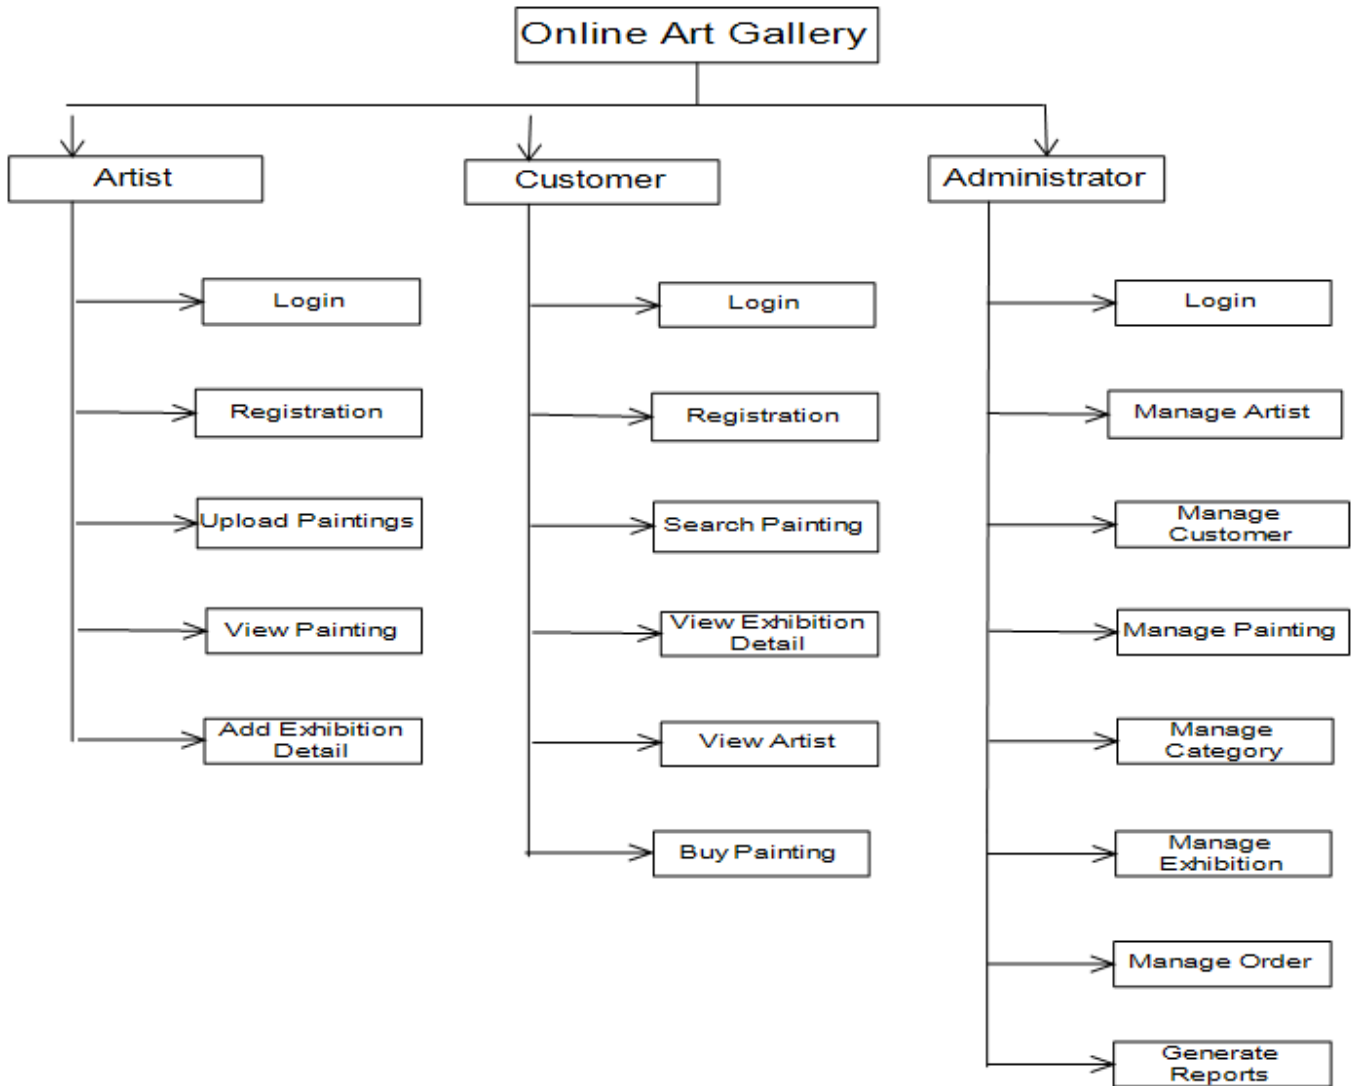 Online Art Gallery
Artist
Customer
Administrator
Login
Registration
Upload Paintings
View Painting
Add Exhibition
Detail
Login
Registration
Search Painting
View Exhibition
Detail
View Artist
Buy Painting
Login
Manage Artist
Manage
Customer
Manage Painting
Manage
Category
Manage
Exhibition
Manage Order
Generate
Reports